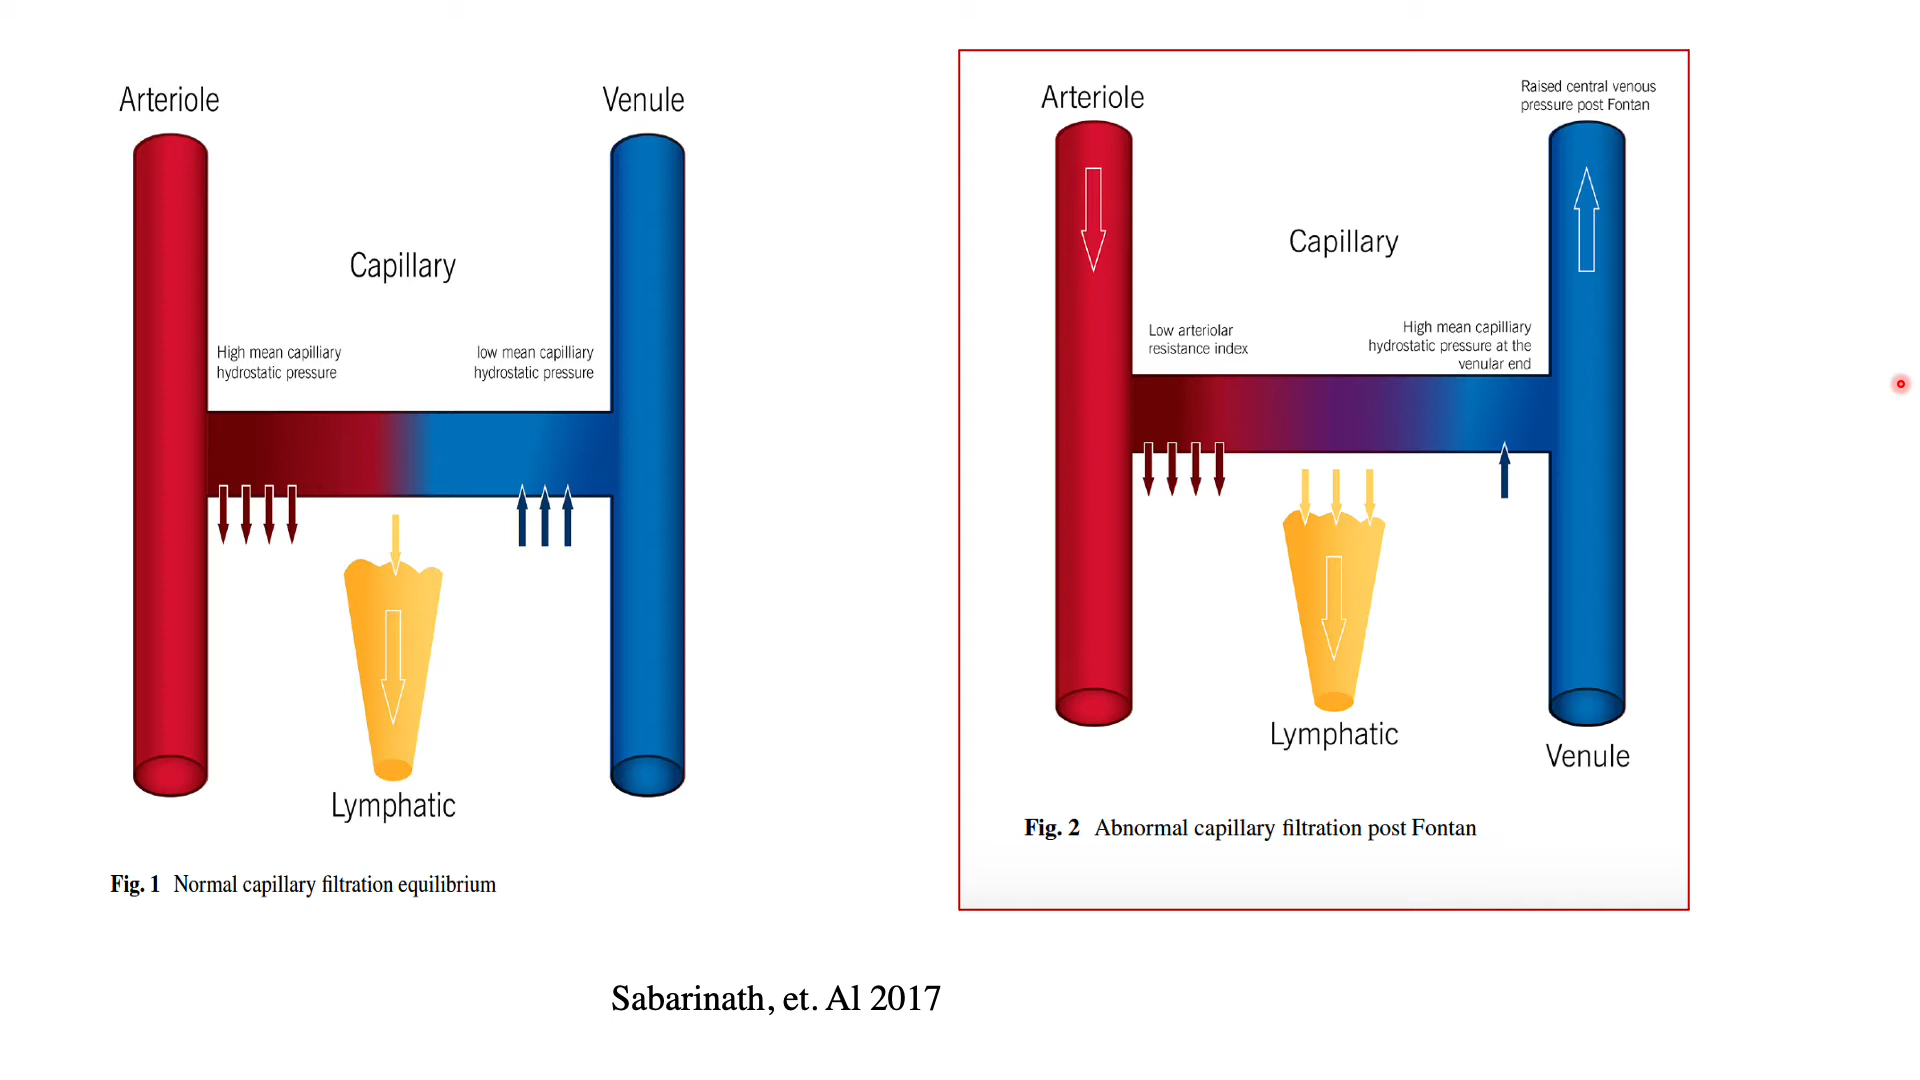 Arteriole
Venule
Capillary
High mean capillary
hydrostatic pressure
low mean capillary
hydrostatic pressure
Lymphatic
Fig. 1 Normal capillary filtration equilibrium
Arteriole
Raised central venous
pressure post Fontan
Capillary
Low arteriolar
resistance index
High mean capilliary
hydrostatic pressure at the
venular end
Lymphatic
Venule
Fig. 2 Abnormal capillary filtration post Fontan
Sabarinath, et. Al 2017